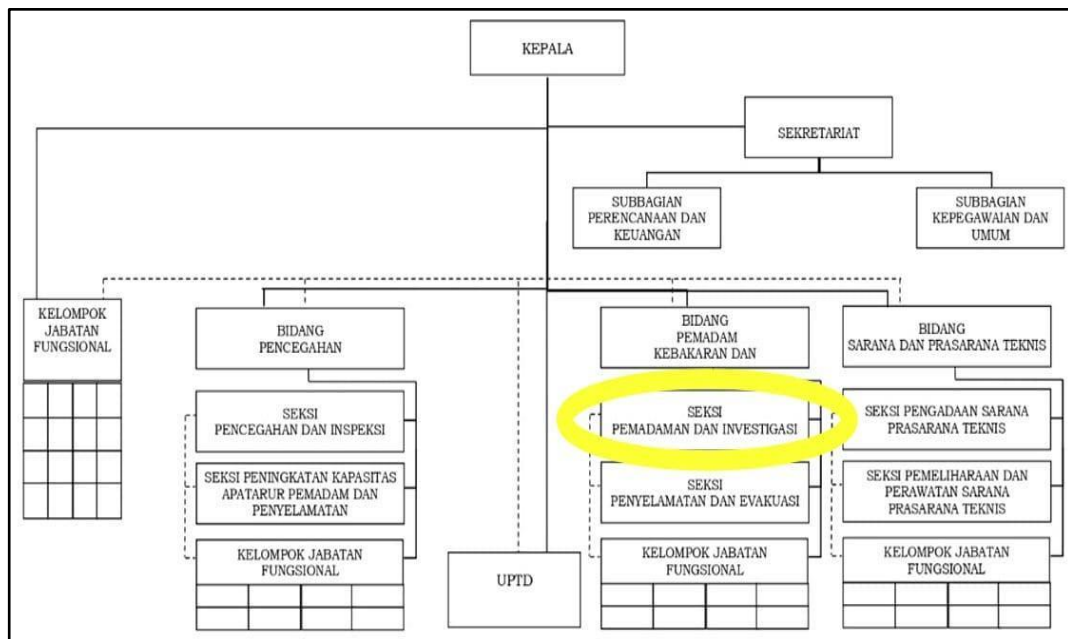 KEPALA
SEKRETARIAT
SUBBAGIAN
PERENCANAAN DAN
KEUANGAN
SUBBAGIAN
KEPEGAWAIAN DAN
UMUM
KELOMPOK
JABATAN
FUNGSIONAL
BIDANG
PENCEGAHAN
BIDANG
PEMADAM
KEBAKARAN DAN
BIDANG
SARANA DAN PRASARANA TEKNIS
SEKSI
PENCEGAHAN DAN INSPEKSI
SEKSI PENINGKATAN KAPASITAS
APATARUR PEMADAM DAN
PENYELAMATAN
KELOMPOK JABATAN
FUNGSIONAL
UPTD
SEKSI
PEMADAMAN DAN INVESTIGASI
SEKSI
PENYELAMATAN DAN EVAKUASI
KELOMPOK JABATAN
FUNGSIONAL
SEKSI PENGADAAN SARANA
PRASARANA TEKNIS
SEKSI PEMELIHARAAN DAN
PERAWATAN SARANA
PRASARANA TEKNIS
KELOMPOK JABATAN
FUNGSIONAL